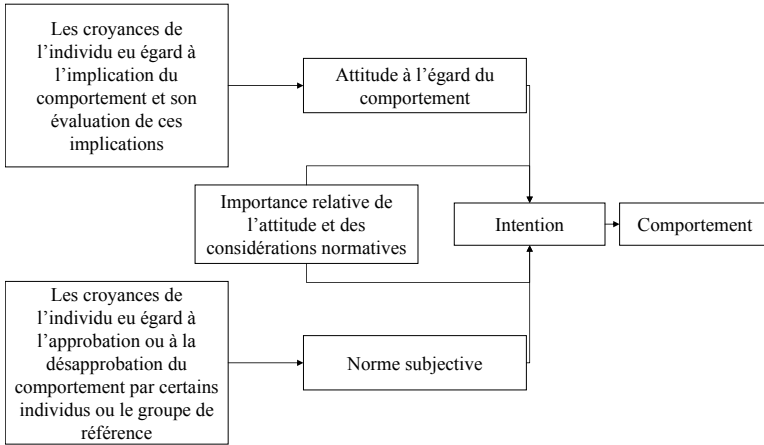 Les croyances de
l'individu eu égard à
l'implication du
comportement et son
évaluation de ces
implications
Attitude à l'égard du
comportement
Importance relative de
l'attitude et des
considérations normatives
Intention
Comportement
Les croyances de
l'individu eu égard à
l'approbation ou à la
désapprobation du
comportement par certains
individus ou le groupe de
référence
Norme subjective